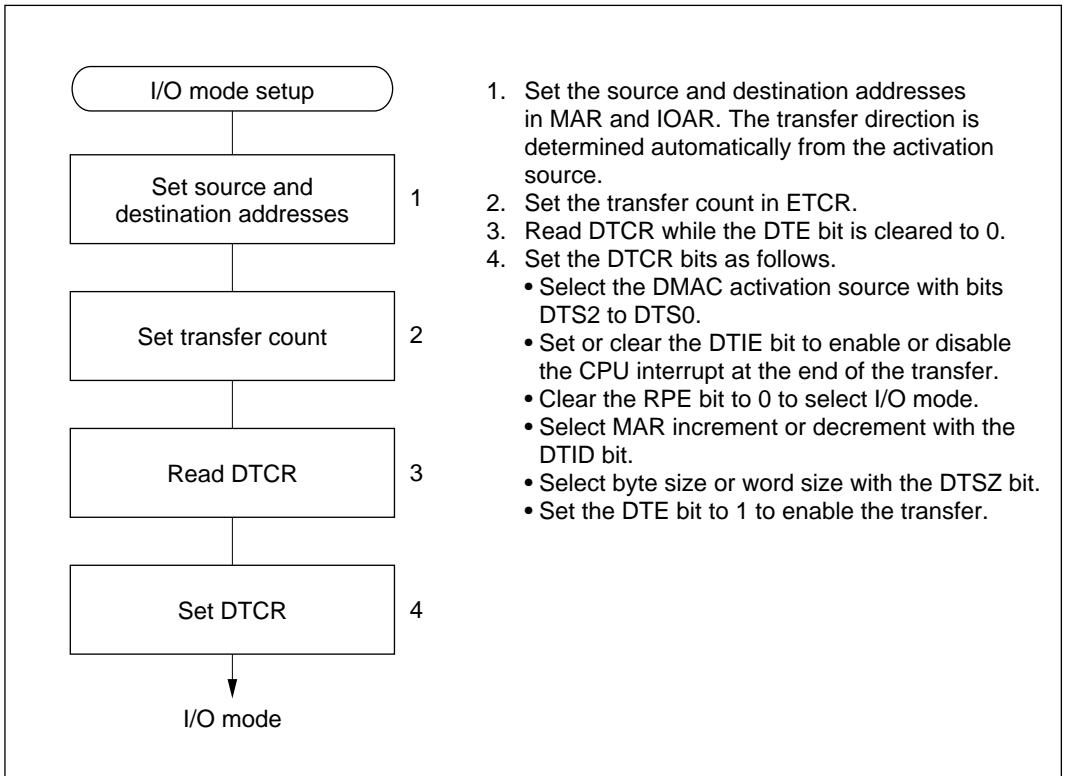 I/O mode setup
Set source and
destination addresses
1
Set transfer count
2
Read DTCR
3
Set DTCR
4
I/O mode
1. Set the source and destination addresses
in MAR and IOAR. The transfer direction is
determined automatically from the activation
source.
2. Set the transfer count in ETCR.
3. Read DTCR while the DTE bit is cleared to 0.
4. Set the DTCR bits as follows.
• Select the DMAC activation source with bits
DTS2 to DTS0.
• Set or clear the DTIE bit to enable or disable
the CPU interrupt at the end of the transfer.
• Clear the RPE bit to 0 to select I/O mode.
• Select MAR increment or decrement with the
DTID bit.
• Select byte size or word size with the DTSZ bit.
• Set the DTE bit to 1 to enable the transfer.